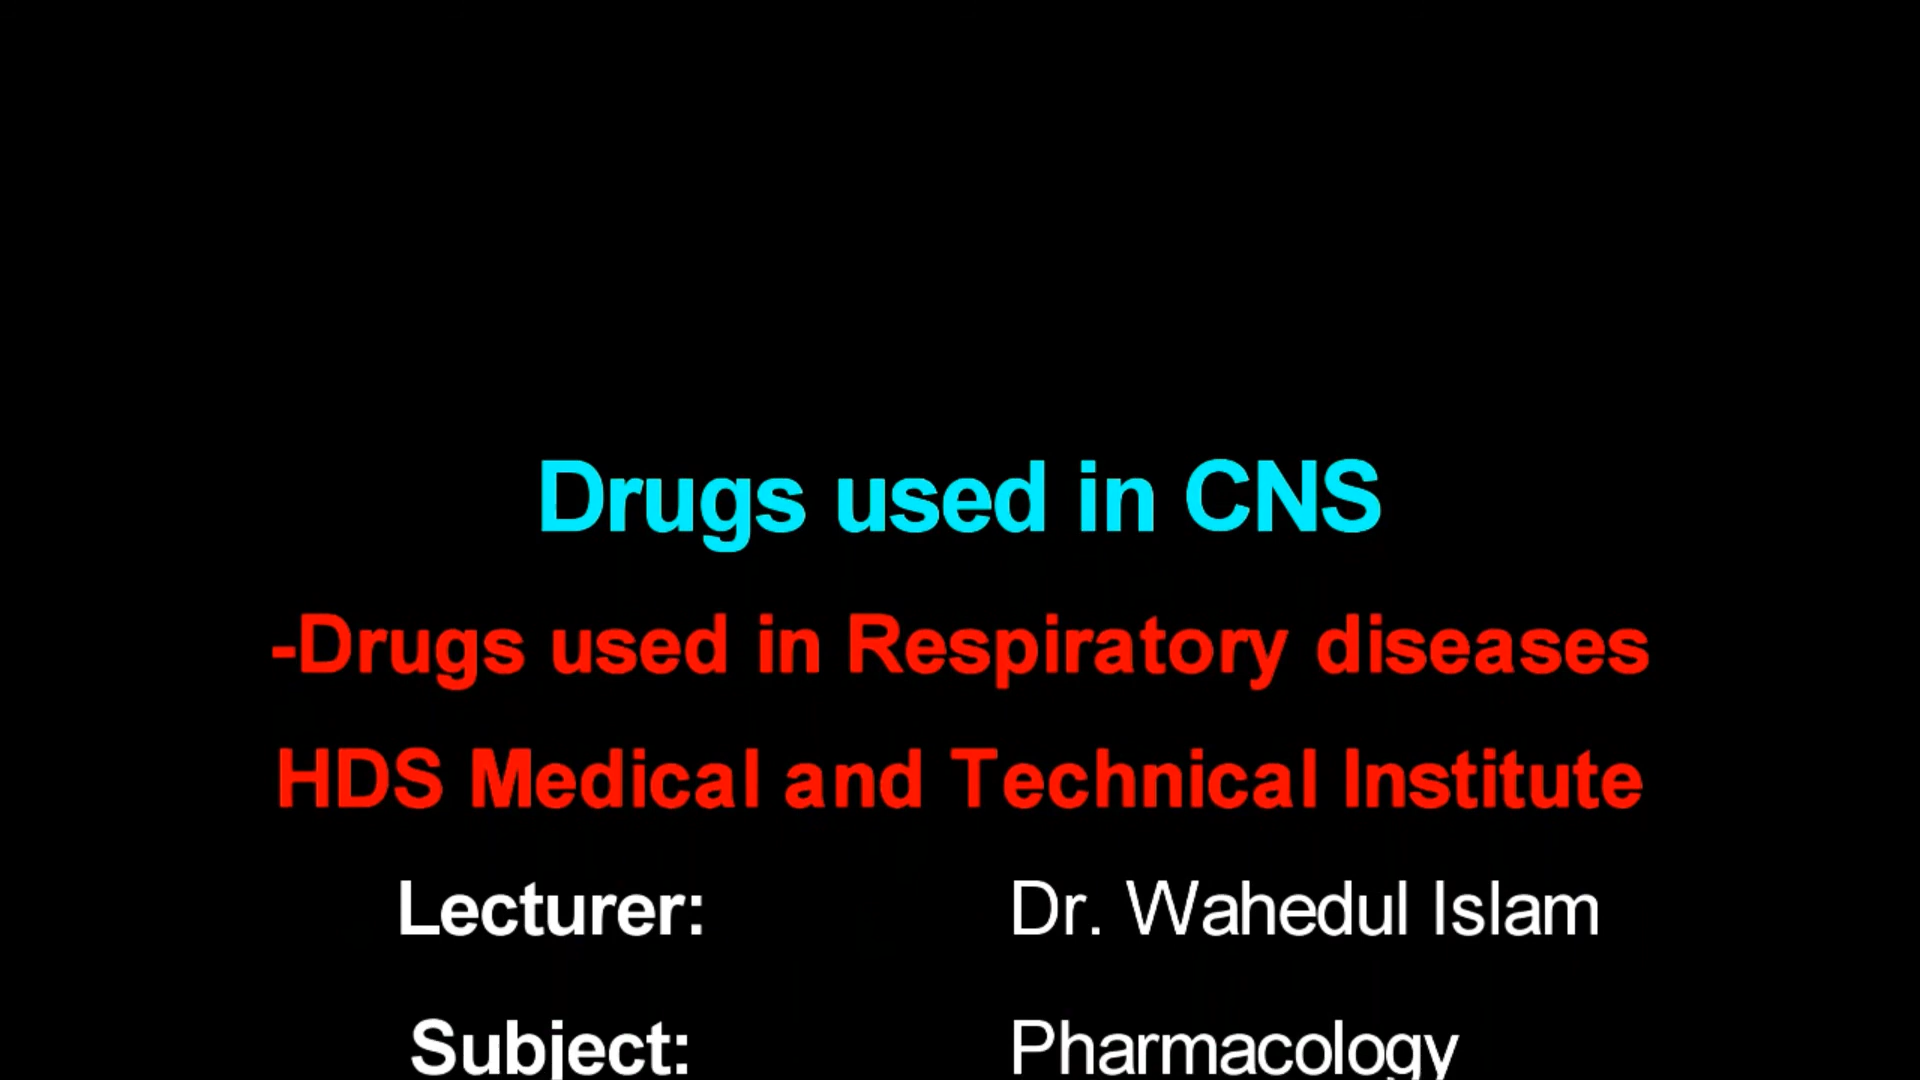 Drugs used in CNS
-Drugs used in Respiratory diseases
HDS Medical and Technical Institute
Lecturer: Dr. Wahedul Islam
Subject: Pharmacology